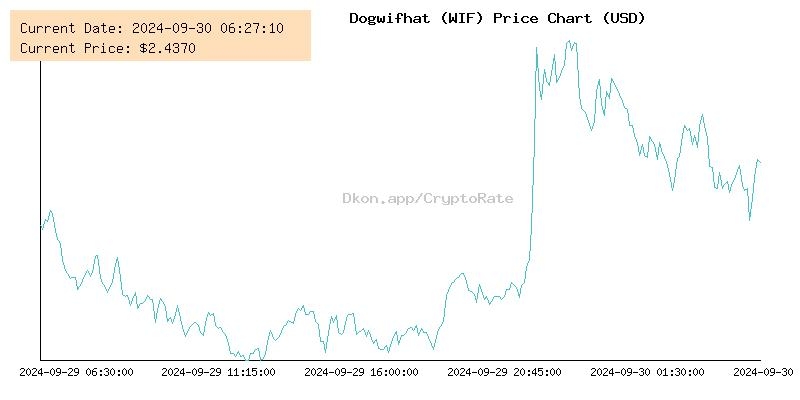 Dogwifhat (WIF) Price Chart (USD)
Current Date: 2024-09-30 06:27:10
Current Price: $2.4370
Dkon.app/CryptoRate
2024-09-29 06:30:00 2024-09-29 11:15:00 2024-09-29 16:00:00 2024-09-29 20:45:00 2024-09-30 01:30:00 2024-09-30